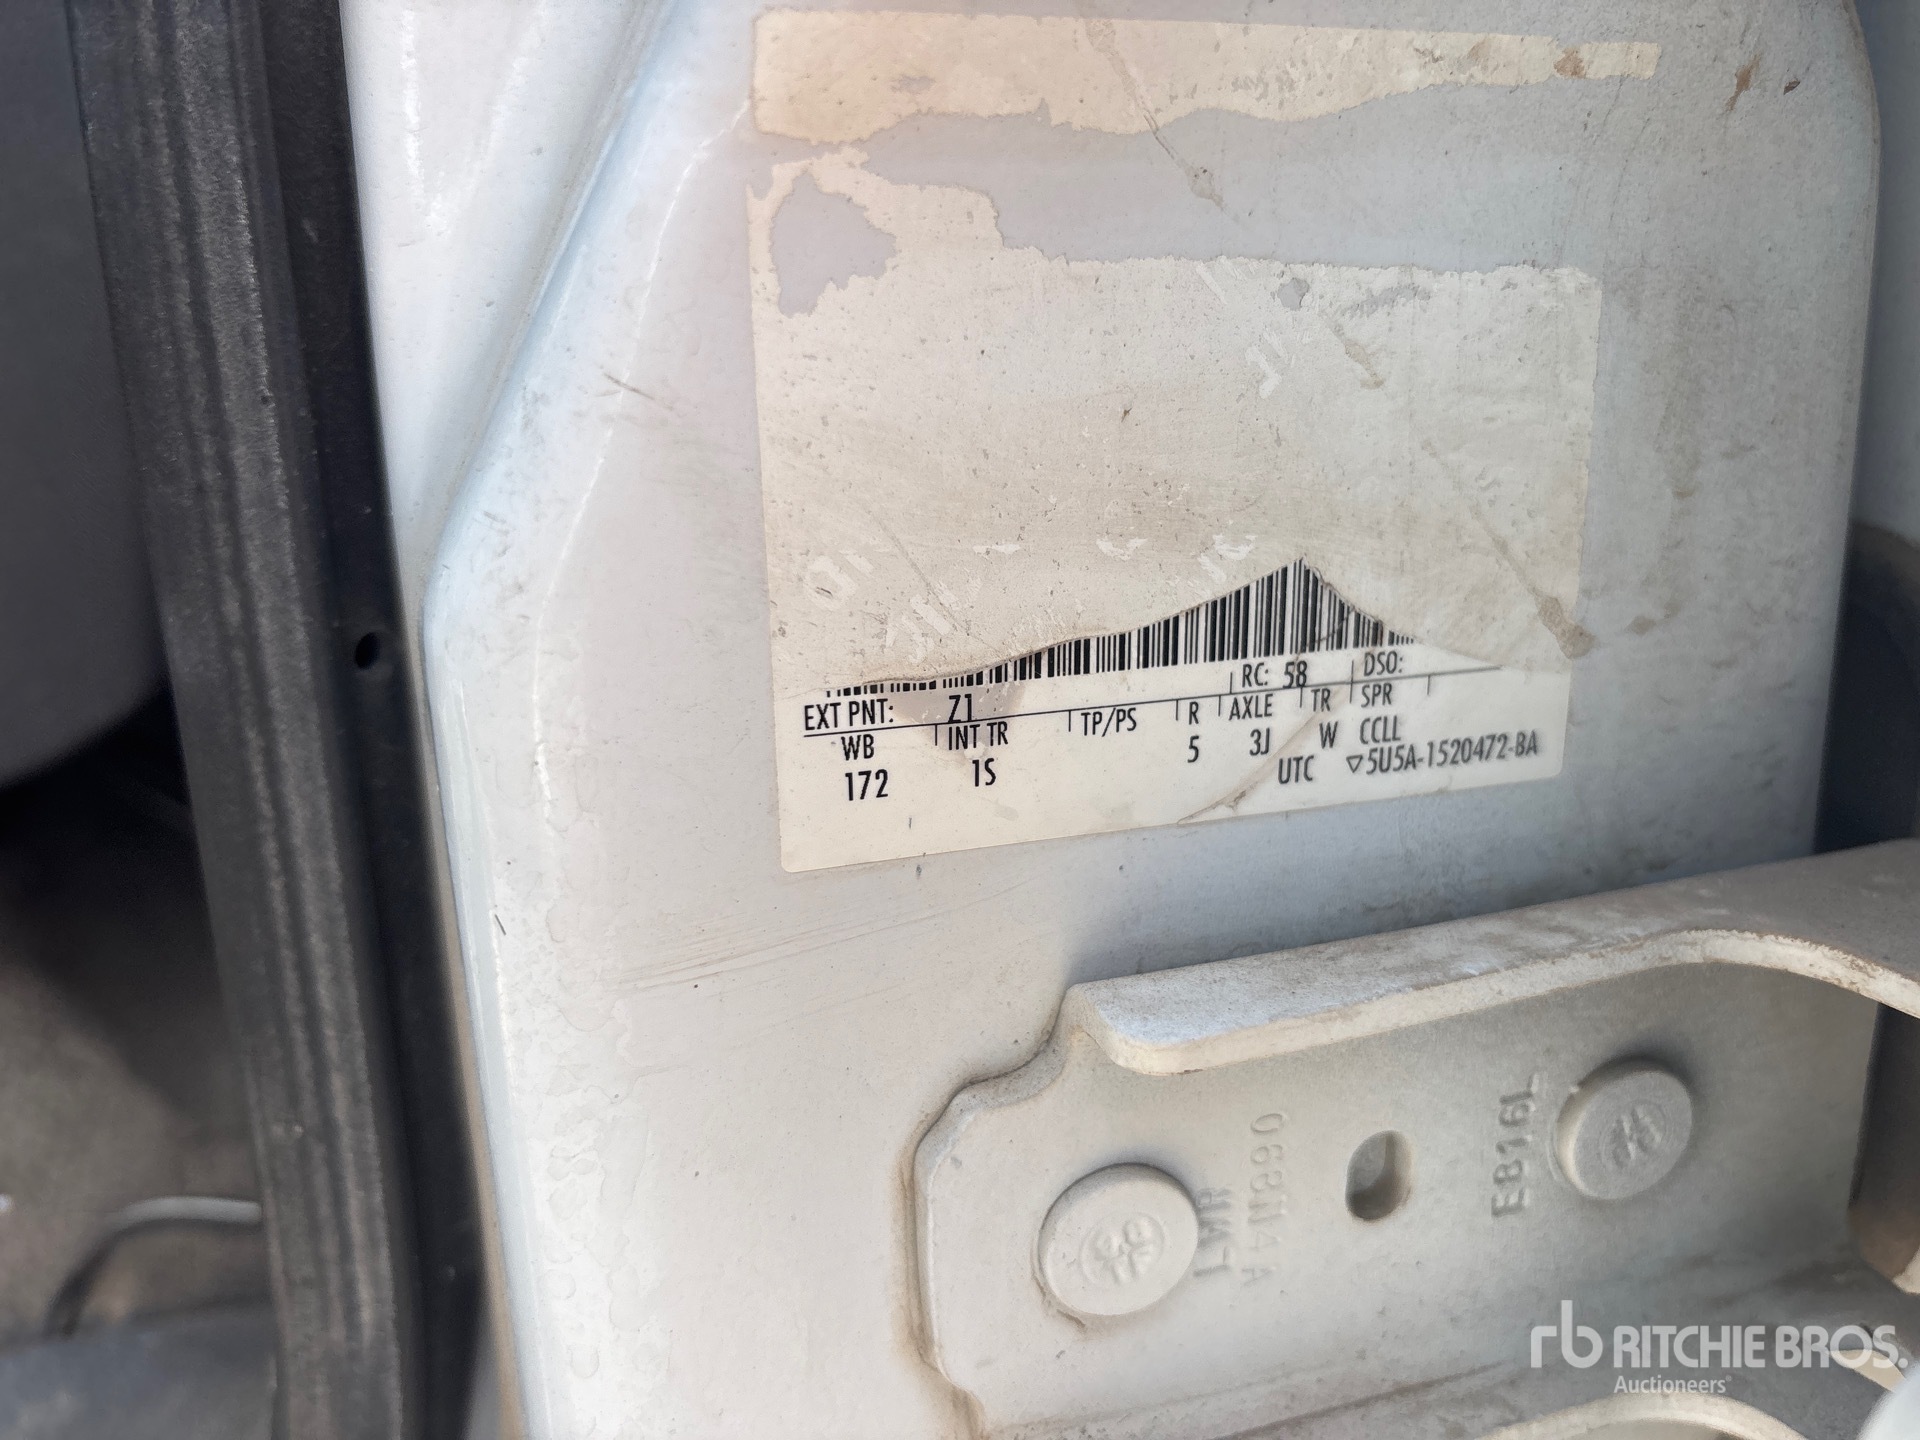 RC: 58 DSO:
EXT PNT: Z1
WB INT TR TP/PS R AXLE TR SPR
172 1S 5 3J W CCLL
UTC ▽5U5A-1520472-BA
E816L
rb RITCHIE BROS.
Auctioneers